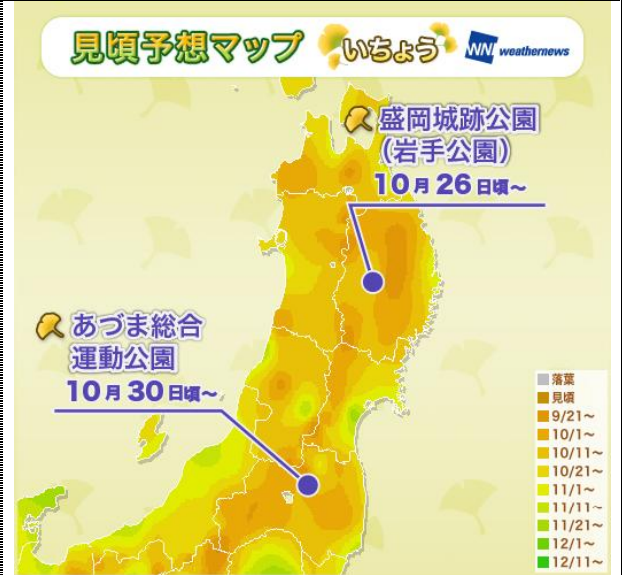 見頃予想マップ いちょう WNI weathernews
盛岡城跡公園
(岩手公園)
10月26日頃~
あづま総合
運動公園
10月30日頃~
落葉
見頃
9/21~
10/1~
10/11~
10/21~
11/1~
11/11~
11/21~
12/1~
12/11~